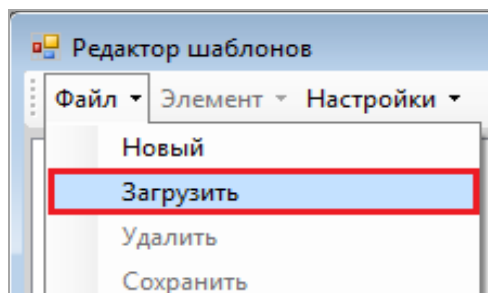 Редактор шаблонов
Файл Элемент Настройки
Новый
Загрузить
Удалить
Сохранить